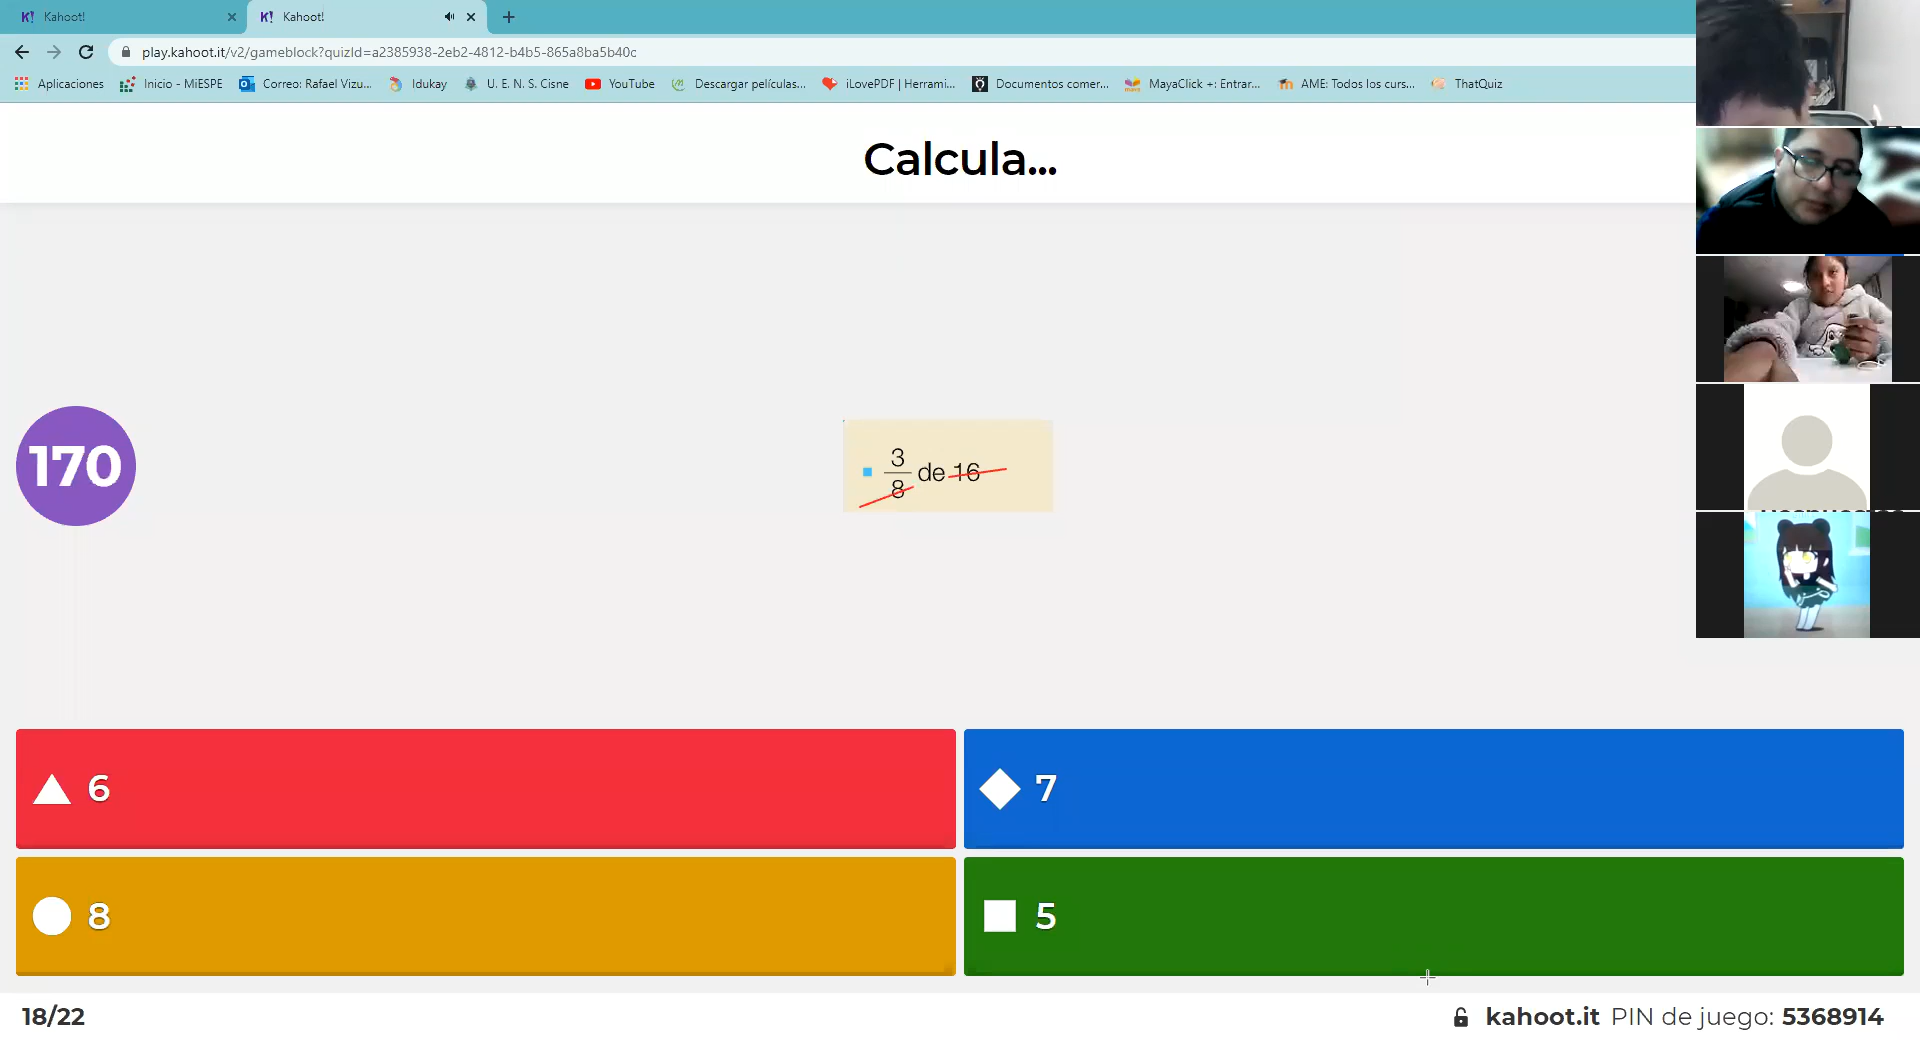 Kahoot!
Kahoot!
play.kahoot.it/v2/gameblock?quizId=a2385938-2eb2-4812-b4b5-865a8ba5b40c
Aplicaciones
Inicio - MiESPE
Correo: Rafael Vizu...
Idukay
U. E. N. S. Cisne
YouTube
Descargar películas...
iLovePDF | Herrami...
Documentos comer...
MayaClick +: Entrar...
AME: Todos los curs...
ThatQuiz
Calcula...
170
3
8
de 16
6
7
8
5
18/22
kahoot.it PIN de juego: 5368914